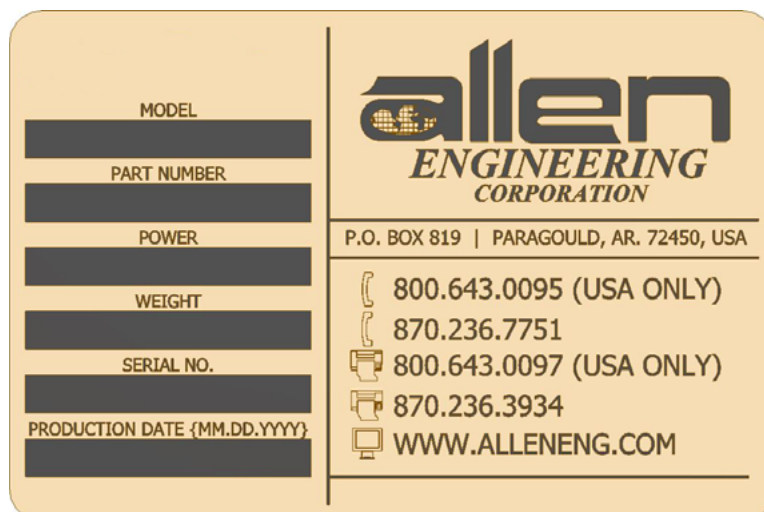 MODEL
PART NUMBER
POWER
WEIGHT
SERIAL NO.
PRODUCTION DATE {MM.DD.YYYY}
allen
ENGINEERING
CORPORATION
P.O. BOX 819 | PARAGOULD, AR. 72450, USA
800.643.0095 (USA ONLY)
870.236.7751
800.643.0097 (USA ONLY)
870.236.3934
WWW.ALLENENG.COM